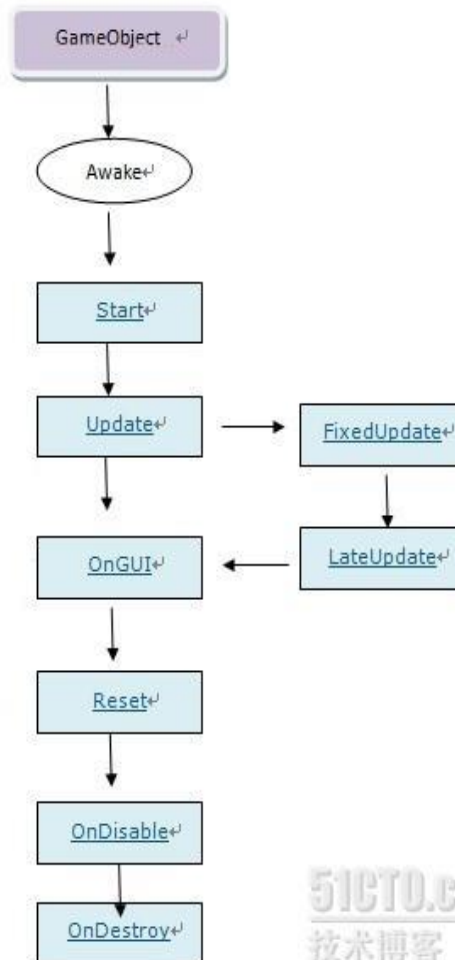 GameObject
Awake
Start
Update
FixedUpdate
OnGUI
LateUpdate
Reset
OnDisable
OnDestroy
51CTO.c
技术博客